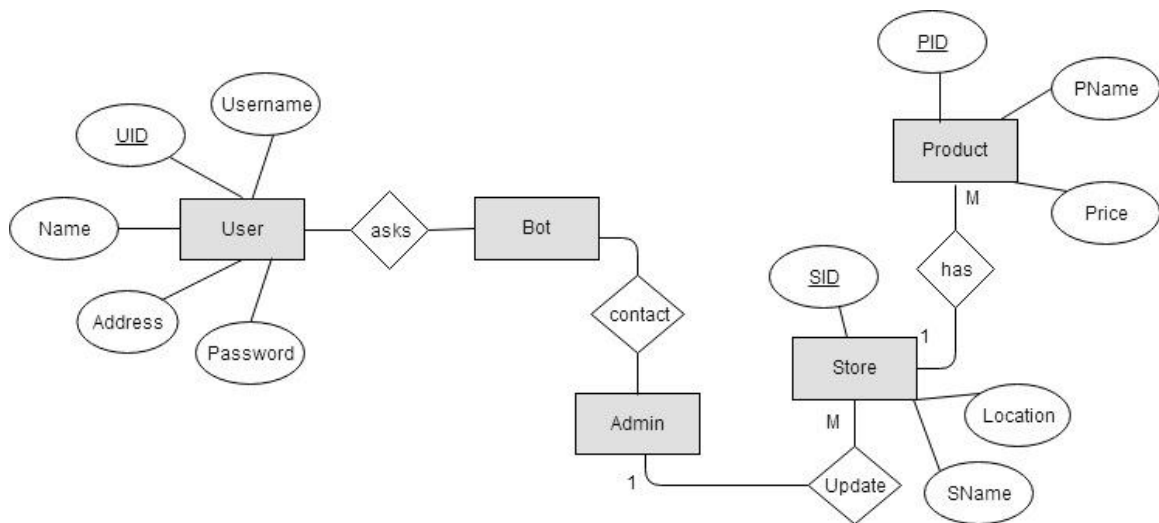 PID
PName
Username
UID
Product
M
Name
User
asks
Bot
Price
has
SID
contact
Address
Password
1
Store
Location
Admin
M
1
Update
SName